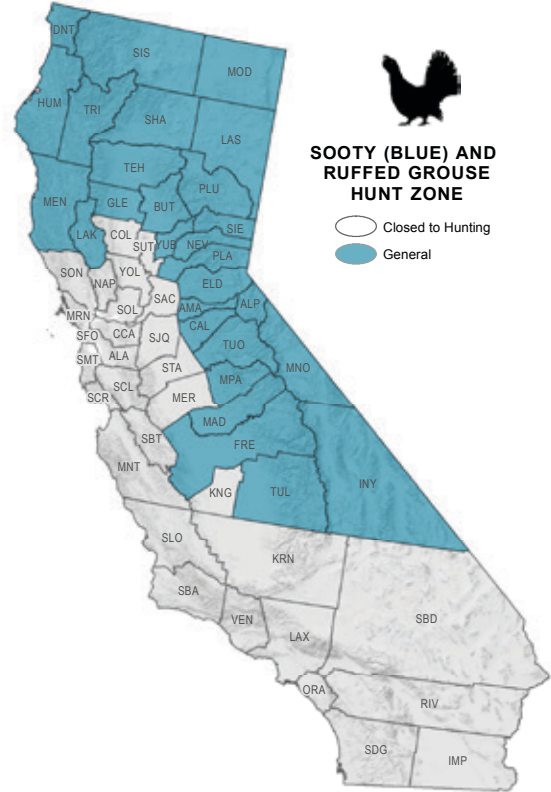 SOOTY (BLUE) AND
RUFFED GROUSE
HUNT ZONE
Closed to Hunting
General
DNT
SIS
MOD
HUM
TRI
SHA
LAS
TEH
PLU
MEN
GLE
BUT
LAK
COL
SUT
YUB
NEV
SIE
PLA
SON
NAP
YOL
SAC
ELD
ALP
AMA
MRN
SOL
CAL
SFO
CCA
SJQ
TUO
MNO
SMT
ALA
STA
MPA
SCR
SCL
MER
MAD
SBT
FRE
MNT
KNG
TUL
INY
SLO
KRN
SBA
VEN
LAX
SBD
ORA
RIV
SDG
IMP